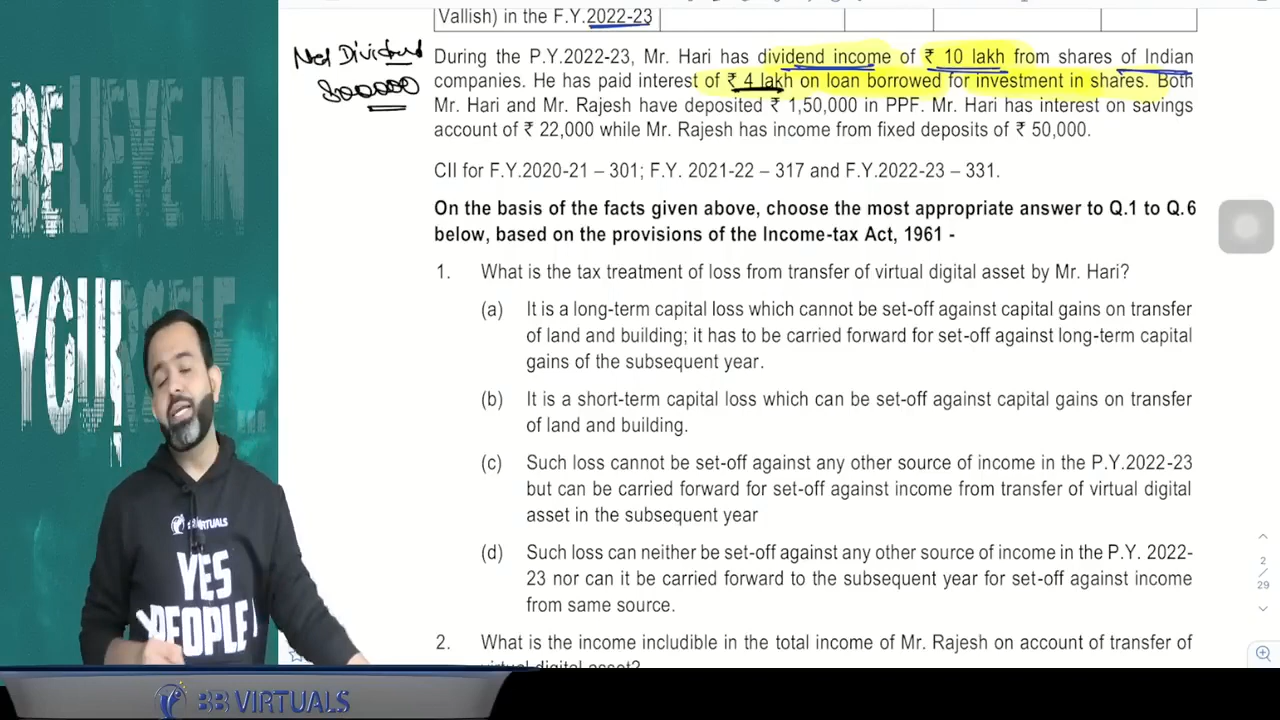 Vallish) in the F.Y.2022-23
Net Dividend
800000
During the P.Y.2022-23, Mr. Hari has dividend income of ₹ 10 lakh from shares of Indian
companies. He has paid interest of ₹ 4 lakh on loan borrowed for investment in shares. Both
Mr. Hari and Mr. Rajesh have deposited ₹ 1,50,000 in PPF. Mr. Hari has interest on savings
account of ₹ 22,000 while Mr. Rajesh has income from fixed deposits of ₹ 50,000.
CII for F.Y.2020-21 – 301; F.Y. 2021-22 – 317 and F.Y.2022-23 – 331.
On the basis of the facts given above, choose the most appropriate answer to Q.1 to Q.6
below, based on the provisions of the Income-tax Act, 1961 -
1. What is the tax treatment of loss from transfer of virtual digital asset by Mr. Hari?
(a) It is a long-term capital loss which cannot be set-off against capital gains on transfer
of land and building; it has to be carried forward for set-off against long-term capital
gains of the subsequent year.
(b) It is a short-term capital loss which can be set-off against capital gains on transfer
of land and building.
(c) Such loss cannot be set-off against any other source of income in the P.Y.2022-23
but can be carried forward for set-off against income from transfer of virtual digital
asset in the subsequent year
(d) Such loss can neither be set-off against any other source of income in the P.Y. 2022-
23 nor can it be carried forward to the subsequent year for set-off against income
from same source.
2. What is the income includible in the total income of Mr. Rajesh on account of transfer of
virtual digital asset?
2
/
29
BELIEVE IN
YOURSELF...
BB VIRTUALS
YES
PEOPLE!
BB VIRTUALS